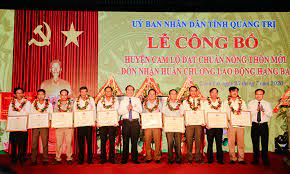 UỶ BAN NHÂN DÂN TỈNH QUẢNG TRỊ
LỄ CÔNG BỐ
HUYỆN CAM LỘ ĐẠT CHUẨN NÔNG THÔN MỚI
ĐÓN NHẬN HUÂN CHƯƠNG LAO ĐỘNG HẠNG BA